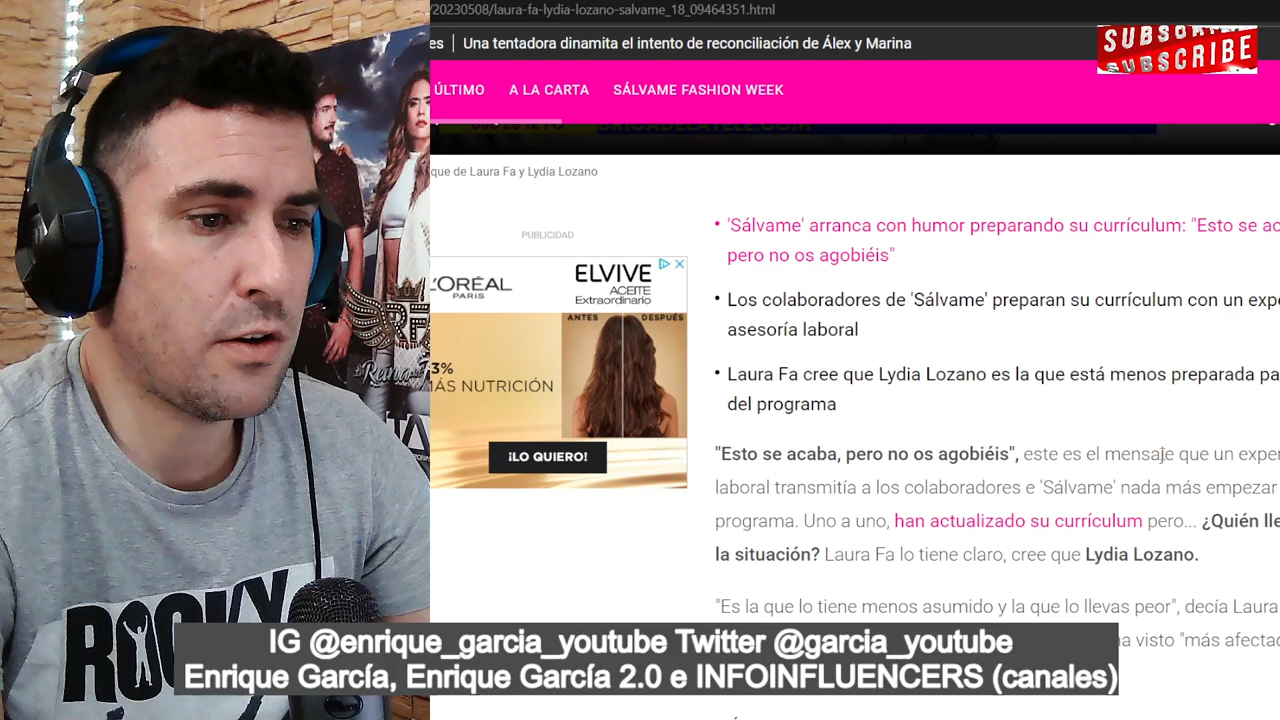 /20230508/laura-fa-lydia-lozano-salvame_18_09464351.html
es | Una tentadora dinamita el intento de reconciliación de Álex y Marina
SUBSCRIBE
ÚLTIMO A LA CARTA SÁLVAME FASHION WEEK
que de Laura Fa y Lydia Lozano
PUBLICIDAD
L'ORÉAL
PARIS
ELVIVE
ACEITE
Extraordinario
ANTES DESPUÉS
3%
MÁS NUTRICIÓN
¡LO QUIERO!
• 'Sálvame' arranca con humor preparando su currículum: "Esto se ac
pero no os agobiéis"
• Los colaboradores de 'Sálvame' preparan su currículum con un expe
asesoría laboral
• Laura Fa cree que Lydia Lozano es la que está menos preparada pa
del programa
"Esto se acaba, pero no os agobiéis", este es el mensaje que un exper
laboral transmitía a los colaboradores e 'Sálvame' nada más empezar
programa. Uno a uno, han actualizado su currículum pero... ¿Quién lle
la situación? Laura Fa lo tiene claro, cree que Lydia Lozano.
"Es la que lo tiene menos asumido y la que lo llevas peor", decía Laura
ha visto "más afectad
ROCKY
IG @enrique_garcia_youtube Twitter @garcia_youtube
Enrique García, Enrique García 2.0 e INFOINFLUENCERS (canales)